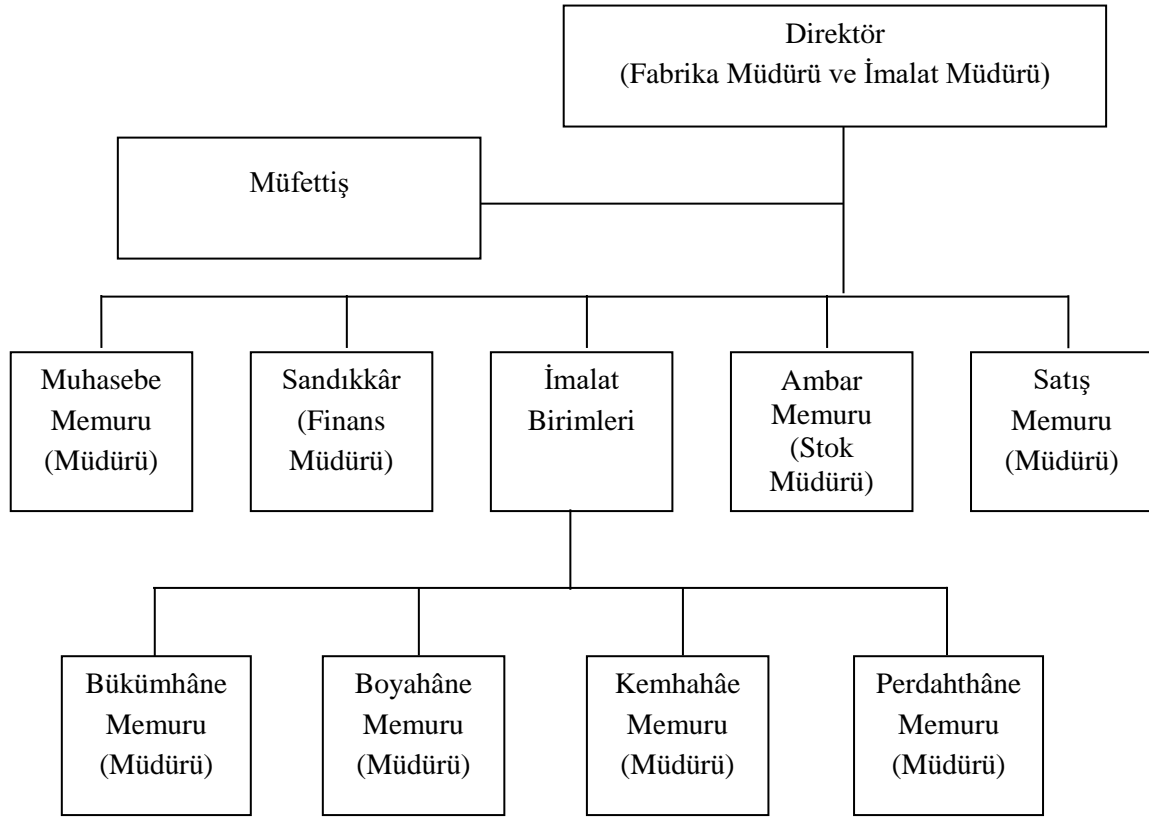 Direktör
(Fabrika Müdürü ve İmalat Müdürü)
Müfettiş
Muhasebe
Memuru
(Müdürü)
Sandıkkâr
(Finans
Müdürü)
İmalat
Birimleri
Ambar
Memuru
(Stok
Müdürü)
Satış
Memuru
(Müdürü)
Bükümhâne
Memuru
(Müdürü)
Boyahâne
Memuru
(Müdürü)
Kemhahâe
Memuru
(Müdürü)
Perdahthâne
Memuru
(Müdürü)